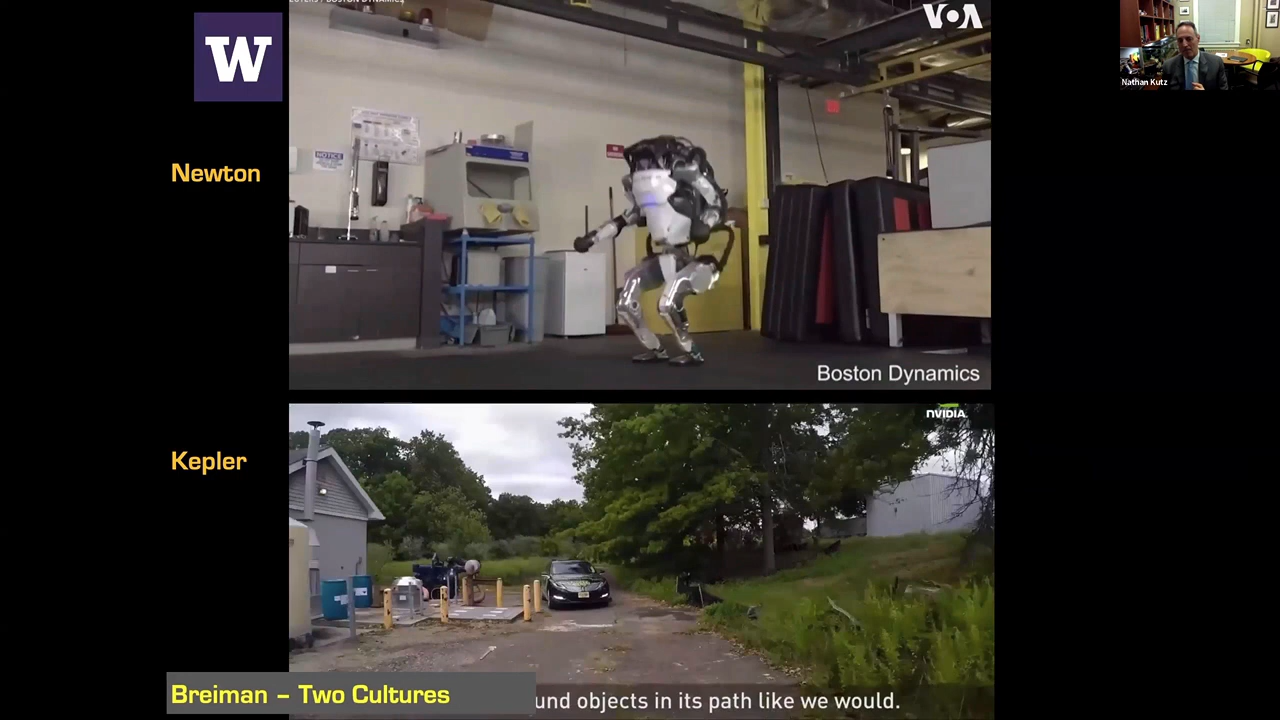 W
VOA
Nathan Kutz
Newton
NOTICE
Boston Dynamics
NVIDIA
Kepler
Breiman – Two Cultures
und objects in its path like we would.